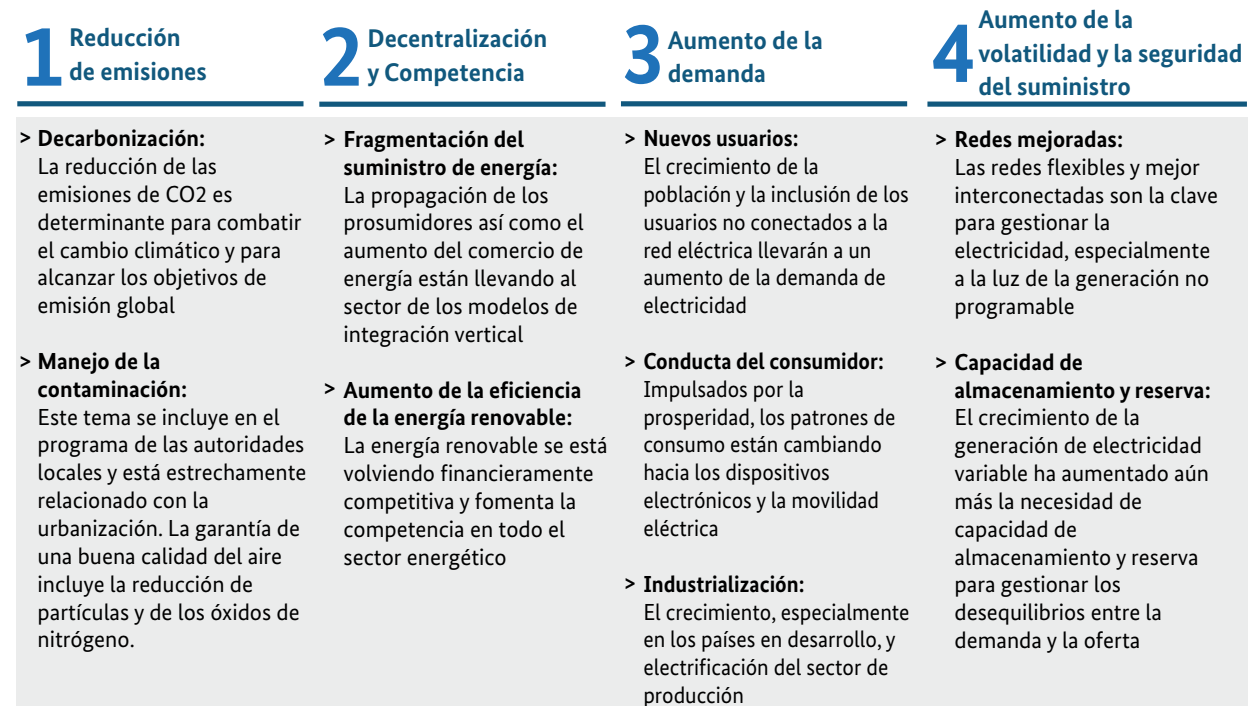 1
Reducción
de emisiones
> Decarbonización:
La reducción de las
emisiones de CO2 es
determinante para combatir
el cambio climático y para
alcanzar los objetivos de
emisión global
> Manejo de la
contaminación:
Este tema se incluye en el
programa de las autoridades
locales y está estrechamente
relacionado con la
urbanización. La garantía de
una buena calidad del aire
incluye la reducción de
partículas y de los óxidos de
nitrógeno.
2
Decentralización
y Competencia
> Fragmentación del
suministro de energía:
La propagación de los
prosumidores así como el
aumento del comercio de
energía están llevando al
sector de los modelos de
integración vertical
> Aumento de la eficiencia
de la energía renovable:
La energía renovable se está
volviendo financieramente
competitiva y fomenta la
competencia en todo el
sector energético
3
Aumento de la
demanda
> Nuevos usuarios:
El crecimiento de la
población y la inclusión de los
usuarios no conectados a la
red eléctrica llevarán a un
aumento de la demanda de
electricidad
> Conducta del consumidor:
Impulsados por la
prosperidad, los patrones de
consumo están cambiando
hacia los dispositivos
electrónicos y la movilidad
eléctrica
> Industrialización:
El crecimiento, especialmente
en los países en desarrollo, y
electrificación del sector de
producción
4
Aumento de la
volatilidad y la seguridad
del suministro
> Redes mejoradas:
Las redes flexibles y mejor
interconectadas son la clave
para gestionar la
electricidad, especialmente
a la luz de la generación no
programable
> Capacidad de
almacenamiento y reserva:
El crecimiento de la
generación de electricidad
variable ha aumentado aún
más la necesidad de
capacidad de
almacenamiento y reserva
para gestionar los
desequilibrios entre la
demanda y la oferta